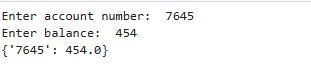 Enter account number:  7645
Enter balance:  454
{'7645': 454.0}